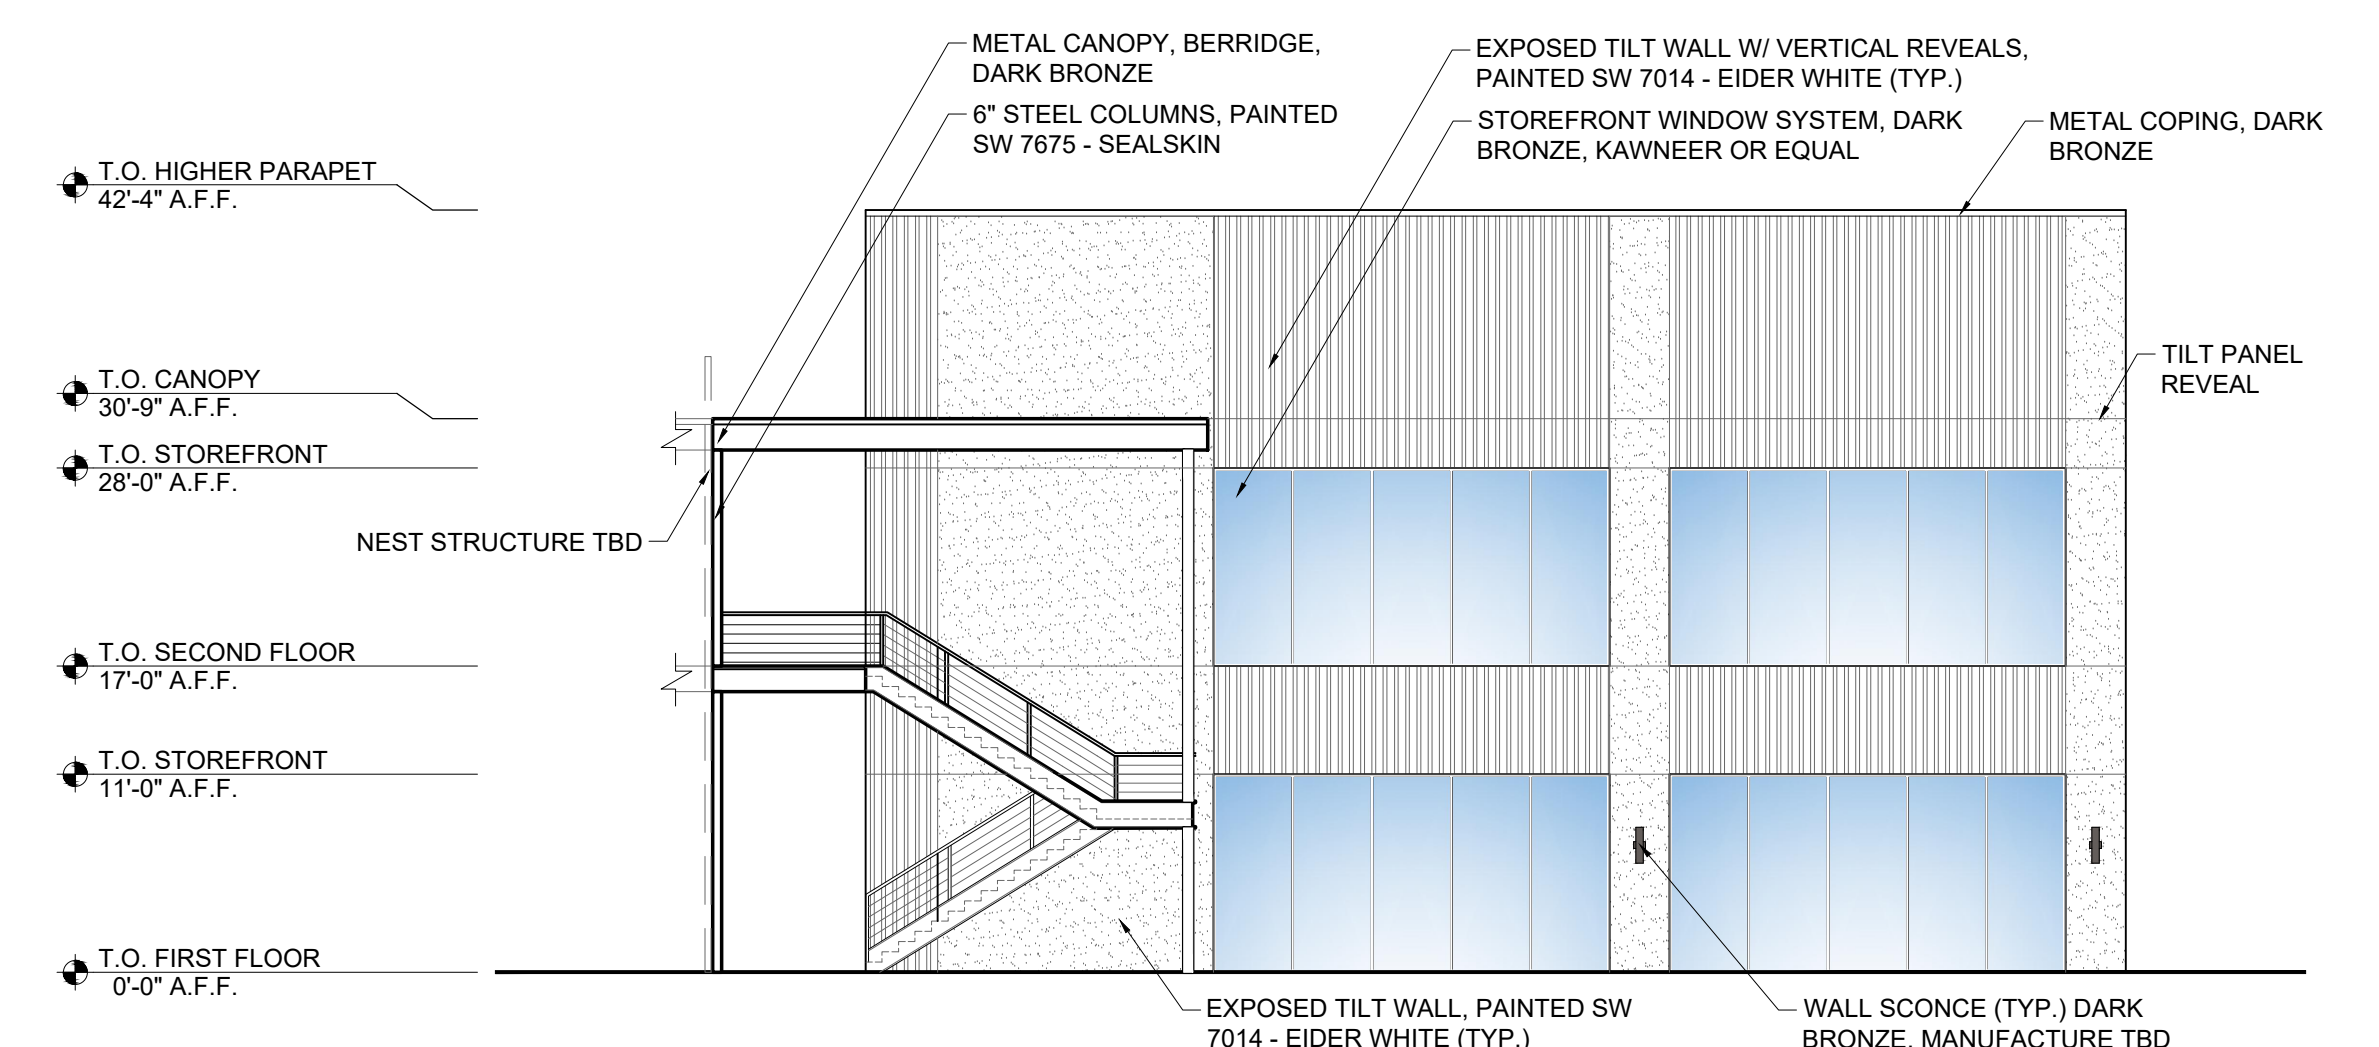 METAL CANOPY, BERRIDGE,
DARK BRONZE
6" STEEL COLUMNS, PAINTED
SW 7675 - SEALSKIN
EXPOSED TILT WALL W/ VERTICAL REVEALS,
PAINTED SW 7014 - EIDER WHITE (TYP.)
STOREFRONT WINDOW SYSTEM, DARK
BRONZE, KAWNEER OR EQUAL
METAL COPING, DARK
BRONZE
T.O. HIGHER PARAPET
42'-4" A.F.F.
T.O. CANOPY
30'-9" A.F.F.
TILT PANEL
REVEAL
T.O. STOREFRONT
28'-0" A.F.F.
NEST STRUCTURE TBD
T.O. SECOND FLOOR
17'-0" A.F.F.
T.O. STOREFRONT
11'-0" A.F.F.
T.O. FIRST FLOOR
0'-0" A.F.F.
EXPOSED TILT WALL, PAINTED SW
7014 - EIDER WHITE (TYP.)
WALL SCONCE (TYP.) DARK
BRONZE, MANUFACTURE TBD